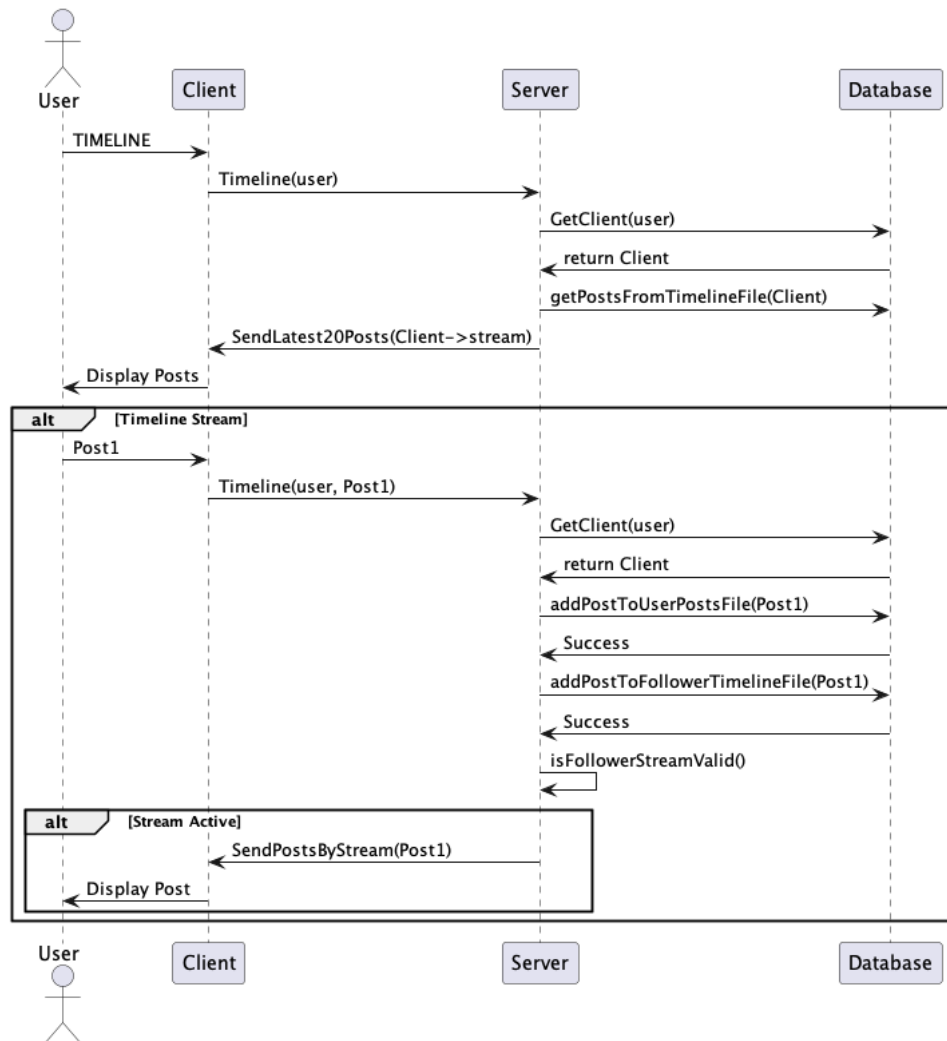 User
Client
Server
Database
TIMELINE
Timeline(user)
GetClient(user)
return Client
getPostsFromTimelineFile(Client)
SendLatest20Posts(Client->stream)
Display Posts
alt [Timeline Stream]
Post1
Timeline(user, Post1)
GetClient(user)
return Client
addPostToUserPostsFile(Post1)
Success
addPostToFollowerTimelineFile(Post1)
Success
isFollowerStreamValid()
alt [Stream Active]
SendPostsByStream(Post1)
Display Post
User
Client
Server
Database